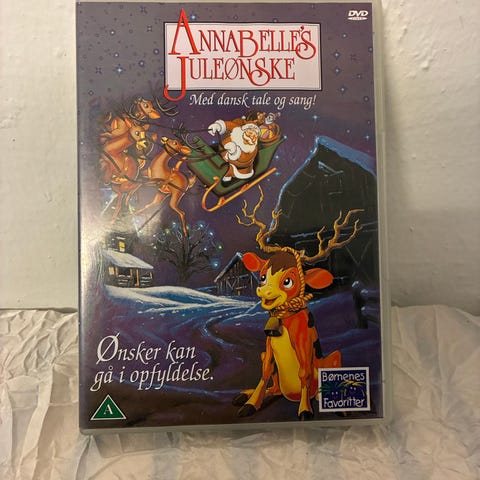 DVD
ANNABELLE'S
JULEØNSKE
Med dansk tale og sang!
Ønsker kan
gå i opfyldelse.
A
Børnenes
Favoritter